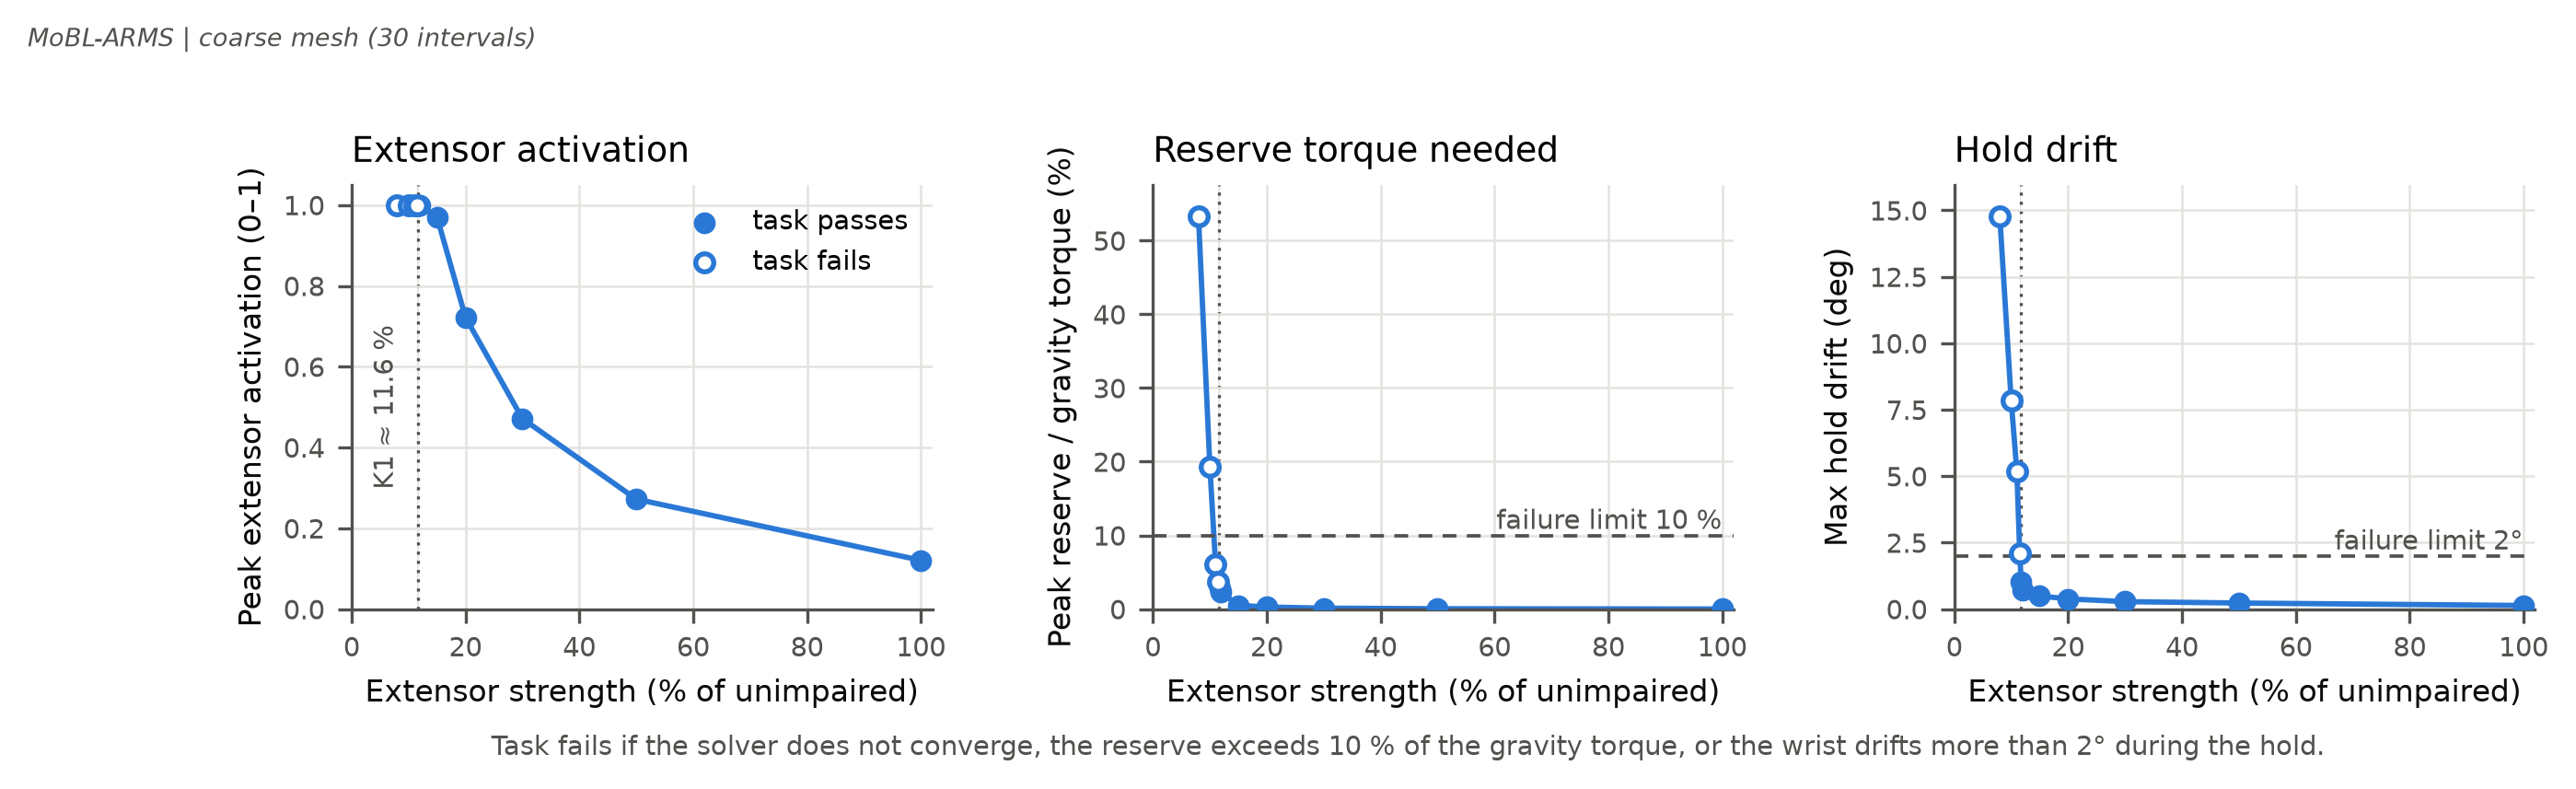 MoBL-ARMS | coarse mesh (30 intervals)
Extensor activation
Peak extensor activation (0–1)
1.0
0.8
0.6
0.4
0.2
0.0
K1 ≈ 11.6 %
task passes
task fails
0 20 40 60 80 100
Extensor strength (% of unimpaired)
Reserve torque needed
Peak reserve / gravity torque (%)
50
40
30
20
10
0
failure limit 10 %
0 20 40 60 80 100
Extensor strength (% of unimpaired)
Hold drift
Max hold drift (deg)
15.0
12.5
10.0
7.5
5.0
2.5
0.0
failure limit 2°
0 20 40 60 80 100
Extensor strength (% of unimpaired)
Task fails if the solver does not converge, the reserve exceeds 10 % of the gravity torque, or the wrist drifts more than 2° during the hold.